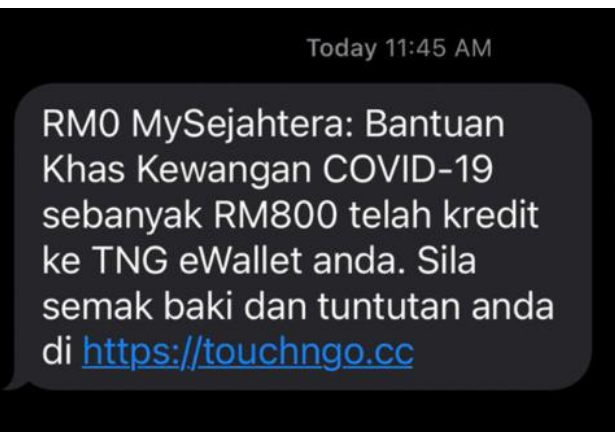 Today 11:45 AM
RM0 MySejahtera: Bantuan
Khas Kewangan COVID-19
sebanyak RM800 telah kredit
ke TNG eWallet anda. Sila
semak baki dan tuntutan anda
di https://touchngo.cc